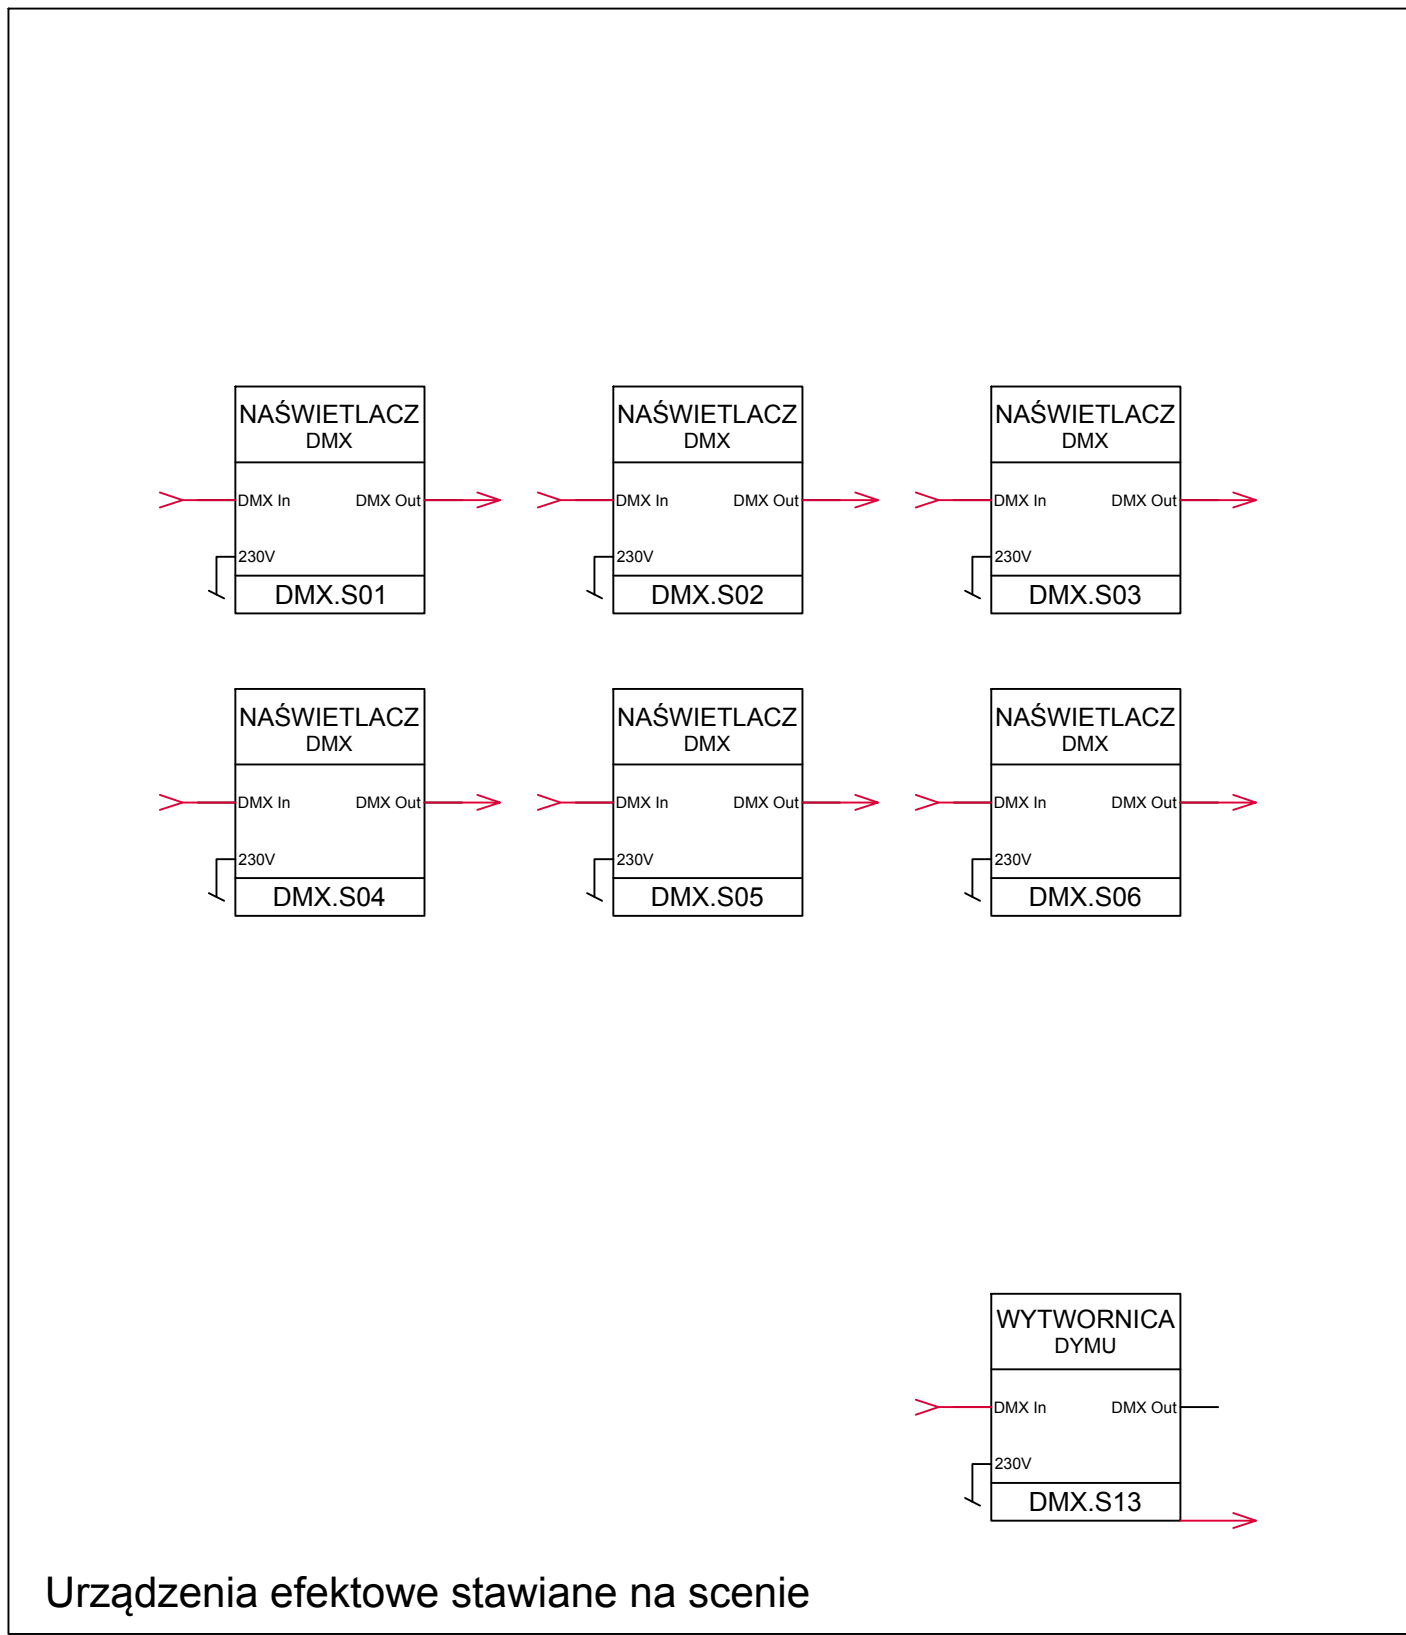 NAŚWIETLACZ
DMX
DMX In
DMX Out
230V
DMX.S01
NAŚWIETLACZ
DMX
DMX In
DMX Out
230V
DMX.S02
NAŚWIETLACZ
DMX
DMX In
DMX Out
230V
DMX.S03
NAŚWIETLACZ
DMX
DMX In
DMX Out
230V
DMX.S04
NAŚWIETLACZ
DMX
DMX In
DMX Out
230V
DMX.S05
NAŚWIETLACZ
DMX
DMX In
DMX Out
230V
DMX.S06
WYTWORNICA
DYMU
DMX In
DMX Out
230V
DMX.S13
Urządzenia efektowe stawiane na scenie